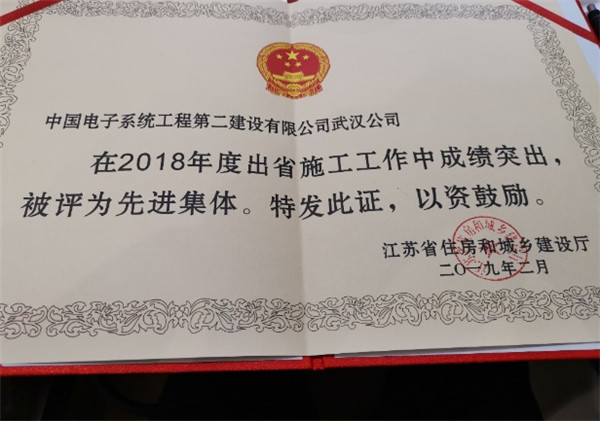 中国电子系统工程第二建设有限公司武汉公司
在2018年度出省施工工作中成绩突出，
被评为先进集体。特发此证，以资鼓励。
江苏省住房和城乡建设厅
二〇一九年二月